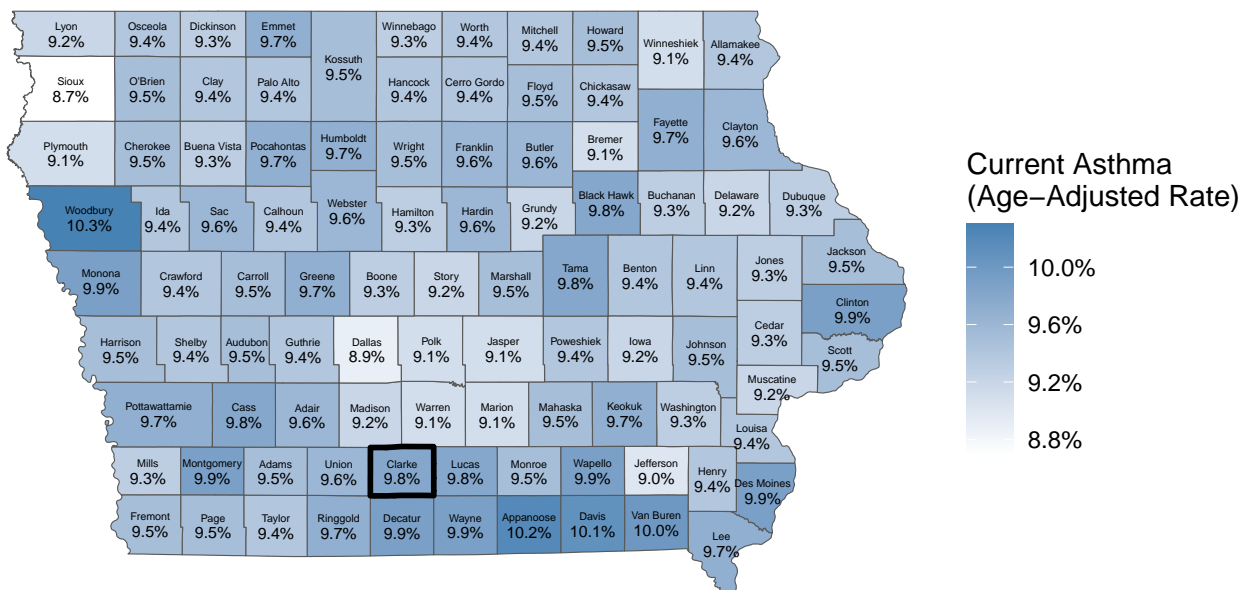 Lyon
9.2%
Osceola
9.4%
Dickinson
9.3%
Emmet
9.7%
Kossuth
9.5%
Winnebago
9.3%
Worth
9.4%
Mitchell
9.4%
Howard
9.5%
Winneshiek
9.1%
Allamakee
9.4%
Sioux
8.7%
O'Brien
9.5%
Clay
9.4%
Palo Alto
9.4%
Hancock
9.4%
Cerro Gordo
9.4%
Floyd
9.5%
Chickasaw
9.4%
Plymouth
9.1%
Cherokee
9.5%
Buena Vista
9.3%
Pocahontas
9.7%
Humboldt
9.7%
Wright
9.5%
Franklin
9.6%
Butler
9.6%
Bremer
9.1%
Fayette
9.7%
Clayton
9.6%
Woodbury
10.3%
Ida
9.4%
Sac
9.6%
Calhoun
9.4%
Webster
9.6%
Hamilton
9.3%
Hardin
9.6%
Grundy
9.2%
Black Hawk
9.8%
Buchanan
9.3%
Delaware
9.2%
Dubuque
9.3%
Monona
9.9%
Crawford
9.4%
Carroll
9.5%
Greene
9.7%
Boone
9.3%
Story
9.2%
Marshall
9.5%
Tama
9.8%
Benton
9.4%
Linn
9.4%
Jones
9.3%
Jackson
9.5%
Clinton
9.9%
Harrison
9.5%
Shelby
9.4%
Audubon
9.5%
Guthrie
9.4%
Dallas
8.9%
Polk
9.1%
Jasper
9.1%
Poweshiek
9.4%
Iowa
9.2%
Johnson
9.5%
Cedar
9.3%
Scott
9.5%
Muscatine
9.2%
Pottawattamie
9.7%
Cass
9.8%
Adair
9.6%
Madison
9.2%
Warren
9.1%
Marion
9.1%
Mahaska
9.5%
Keokuk
9.7%
Washington
9.3%
Louisa
9.4%
Mills
9.3%
Montgomery
9.9%
Adams
9.5%
Union
9.6%
Clarke
9.8%
Lucas
9.8%
Monroe
9.5%
Wapello
9.9%
Jefferson
9.0%
Henry
9.4%
Des Moines
9.9%
Fremont
9.5%
Page
9.5%
Taylor
9.4%
Ringgold
9.7%
Decatur
9.9%
Wayne
9.9%
Appanoose
10.2%
Davis
10.1%
Van Buren
10.0%
Lee
9.7%
Current Asthma
(Age−Adjusted Rate)
10.0%
9.6%
9.2%
8.8%